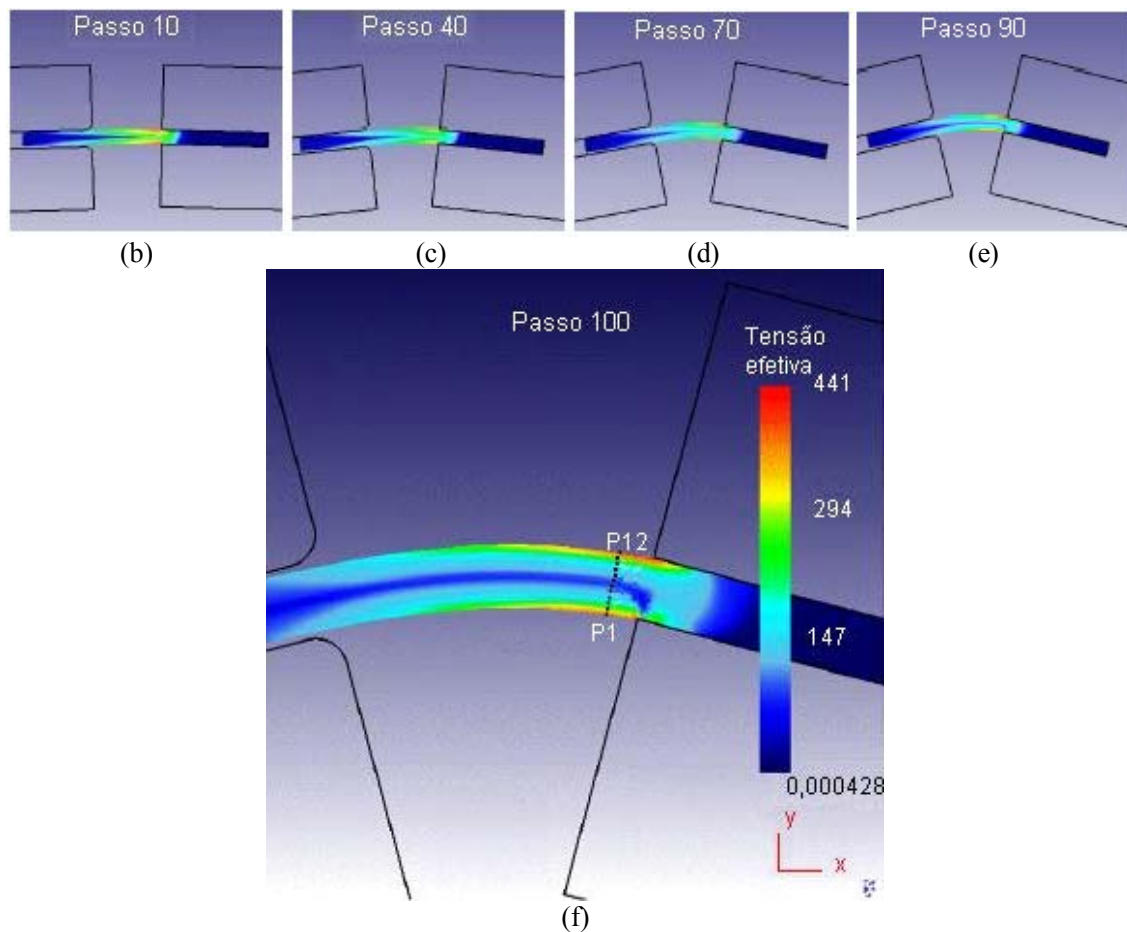 Passo 10
Passo 40
Passo 70
Passo 90
(b)
(c)
(d)
(e)
Passo 100
Tensão
efetiva
441
294
147
0,000428
P12
P1
y
x
(f)